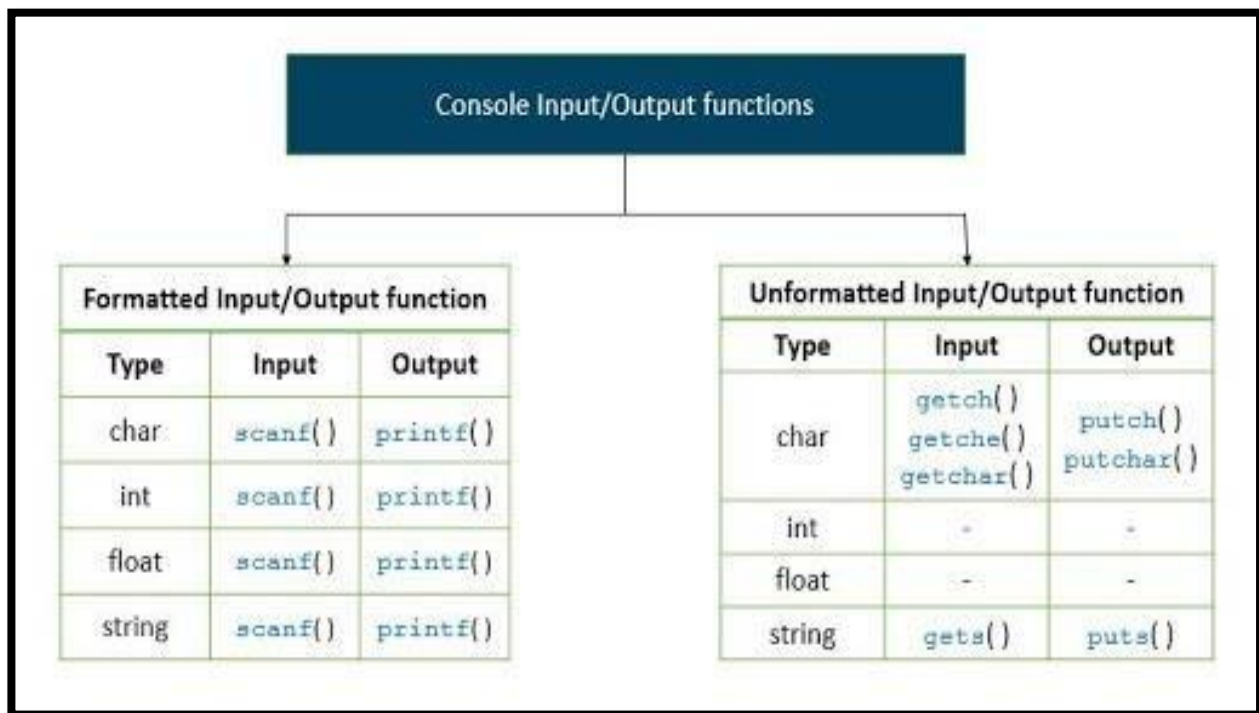 Console Input/Output functions
Formatted Input/Output function
Type Input Output
char scanf() printf()
int scanf() printf()
float scanf() printf()
string scanf() printf()
Unformatted Input/Output function
Type Input Output
char
getch()
getche()
getchar()
putch()
putchar()
int - -
float - -
string gets() puts()